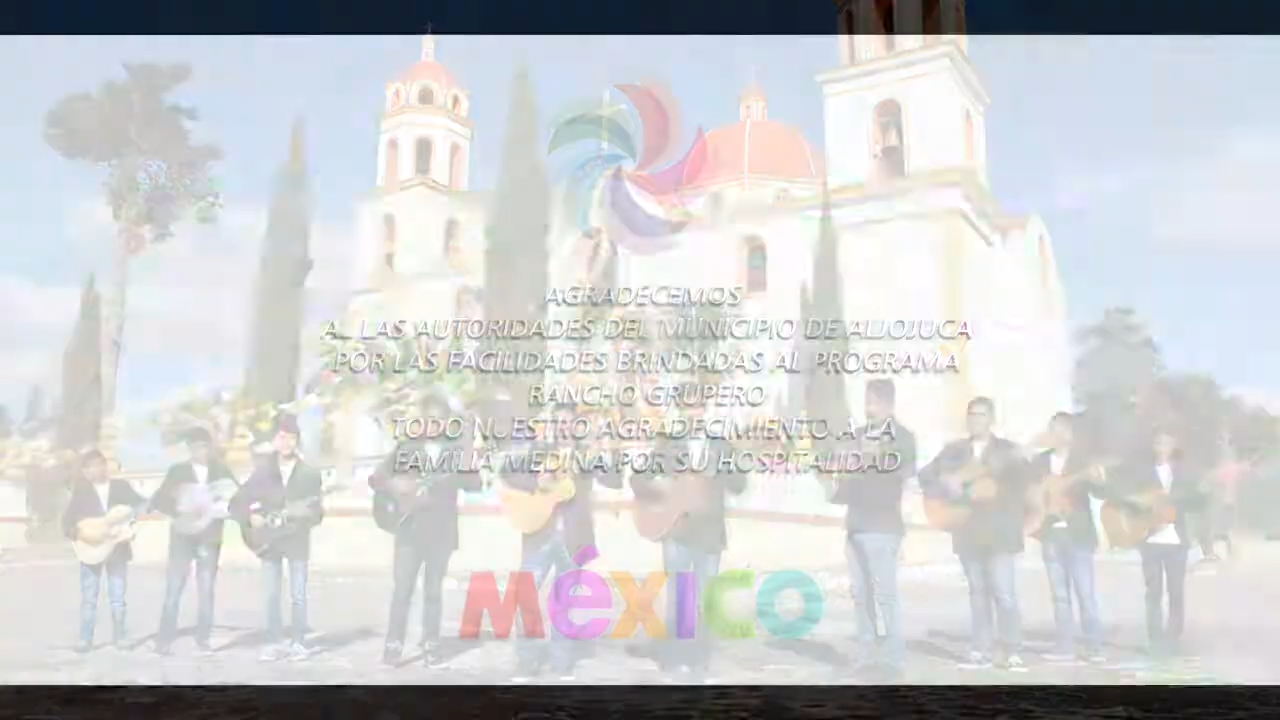 AGRADECEMOS
A LAS AUTORIDADES DEL MUNICIPIO DE ALJOJUCA
POR LAS FACILIDADES BRINDADAS AL PROGRAMA
RANCHO GRUPERO
TODO NUESTRO AGRADECIMIENTO A LA
FAMILIA MEDINA POR SU HOSPITALIDAD
MéXICO